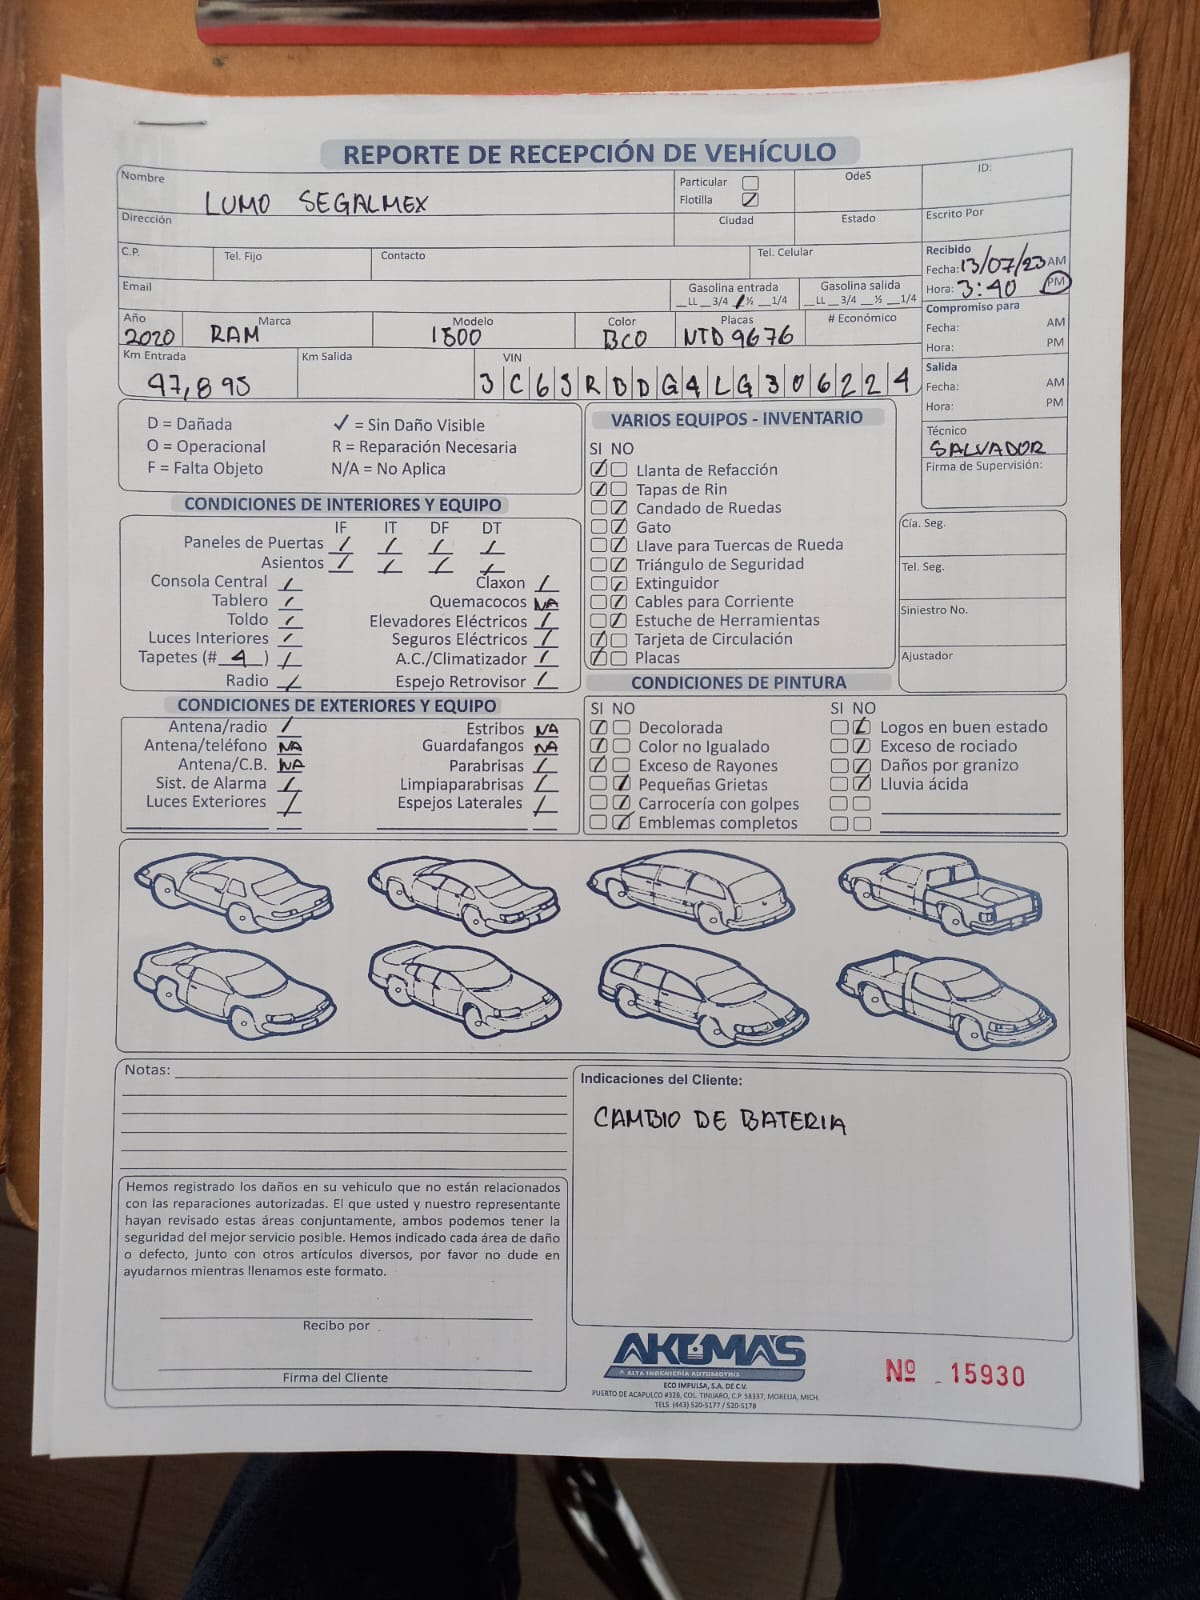 REPORTE DE RECEPCIÓN DE VEHÍCULO
Nombre LUMO SEGALMEX
Particular
Flotilla
OdeS
ID:
Dirección
Ciudad
Estado
Escrito Por
C.P.
Tel. Fijo
Contacto
Tel. Celular
Recibido
Fecha: 13/07/23 AM
Hora: 3:40 PM
Email
Gasolina entrada
__LL __3/4 __½ __1/4
Gasolina salida
__LL __3/4 __½ __1/4
Compromiso para
Fecha: AM
Hora: PM
Año 2020
Marca RAM
Modelo 1500
Color BCO
Placas NTD 9676
# Económico
Km Entrada 97,895
Km Salida
VIN 3C6SRBDG4LG306224
Salida
Fecha: AM
Hora: PM
Técnico
SALVADOR
Firma de Supervisión:
D = Dañada ✓ = Sin Daño Visible
O = Operacional R = Reparación Necesaria
F = Falta Objeto N/A = No Aplica
CONDICIONES DE INTERIORES Y EQUIPO
IF IT DF DT
Paneles de Puertas
Asientos
Consola Central Claxon
Tablero Quemacocos NA
Toldo Elevadores Eléctricos
Luces Interiores Seguros Eléctricos
Tapetes (# 4 ) A.C./Climatizador
Radio Espejo Retrovisor
VARIOS EQUIPOS - INVENTARIO
SI NO
Llanta de Refacción
Tapas de Rin
Candado de Ruedas
Gato
Llave para Tuercas de Rueda
Triángulo de Seguridad
Extinguidor
Cables para Corriente
Estuche de Herramientas
Tarjeta de Circulación
Placas
Cía. Seg.
Tel. Seg.
Siniestro No.
Ajustador
CONDICIONES DE EXTERIORES Y EQUIPO
Antena/radio Estribos NA
Antena/teléfono NA Guardafangos NA
Antena/C.B. NA Parabrisas
Sist. de Alarma Limpiaparabrisas
Luces Exteriores Espejos Laterales
CONDICIONES DE PINTURA
SI NO SI NO
Decolorada Logos en buen estado
Color no Igualado Exceso de rociado
Exceso de Rayones Daños por granizo
Pequeñas Grietas Lluvia ácida
Carrocería con golpes
Emblemas completos
Notas:
Indicaciones del Cliente:
CAMBIO DE BATERIA
Hemos registrado los daños en su vehiculo que no están relacionados
con las reparaciones autorizadas. El que usted y nuestro representante
hayan revisado estas áreas conjuntamente, ambos podemos tener la
seguridad del mejor servicio posible. Hemos indicado cada área de daño
o defecto, junto con otros artículos diversos, por favor no dude en
ayudarnos mientras llenamos este formato.
Recibo por
Firma del Cliente
AKUMAS
ALTA INGENIERÍA AUTOMOTRIZ
ECO IMPULSA, S.A. DE C.V.
PUERTO DE ACAPULCO #328, COL. TINIJARO, C.P. 58337, MORELIA, MICH.
TELS. (443) 520-5177 / 520-5178
Nº 15930